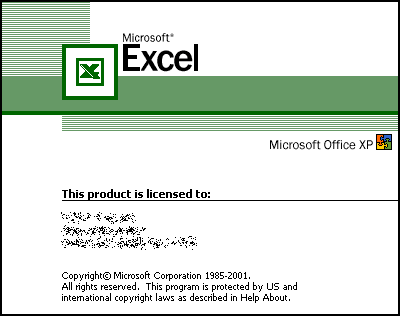 Microsoft®
Excel
Microsoft Office XP
This product is licensed to:
Copyright© Microsoft Corporation 1985-2001.
All rights reserved. This program is protected by US and
international copyright laws as described in Help About.